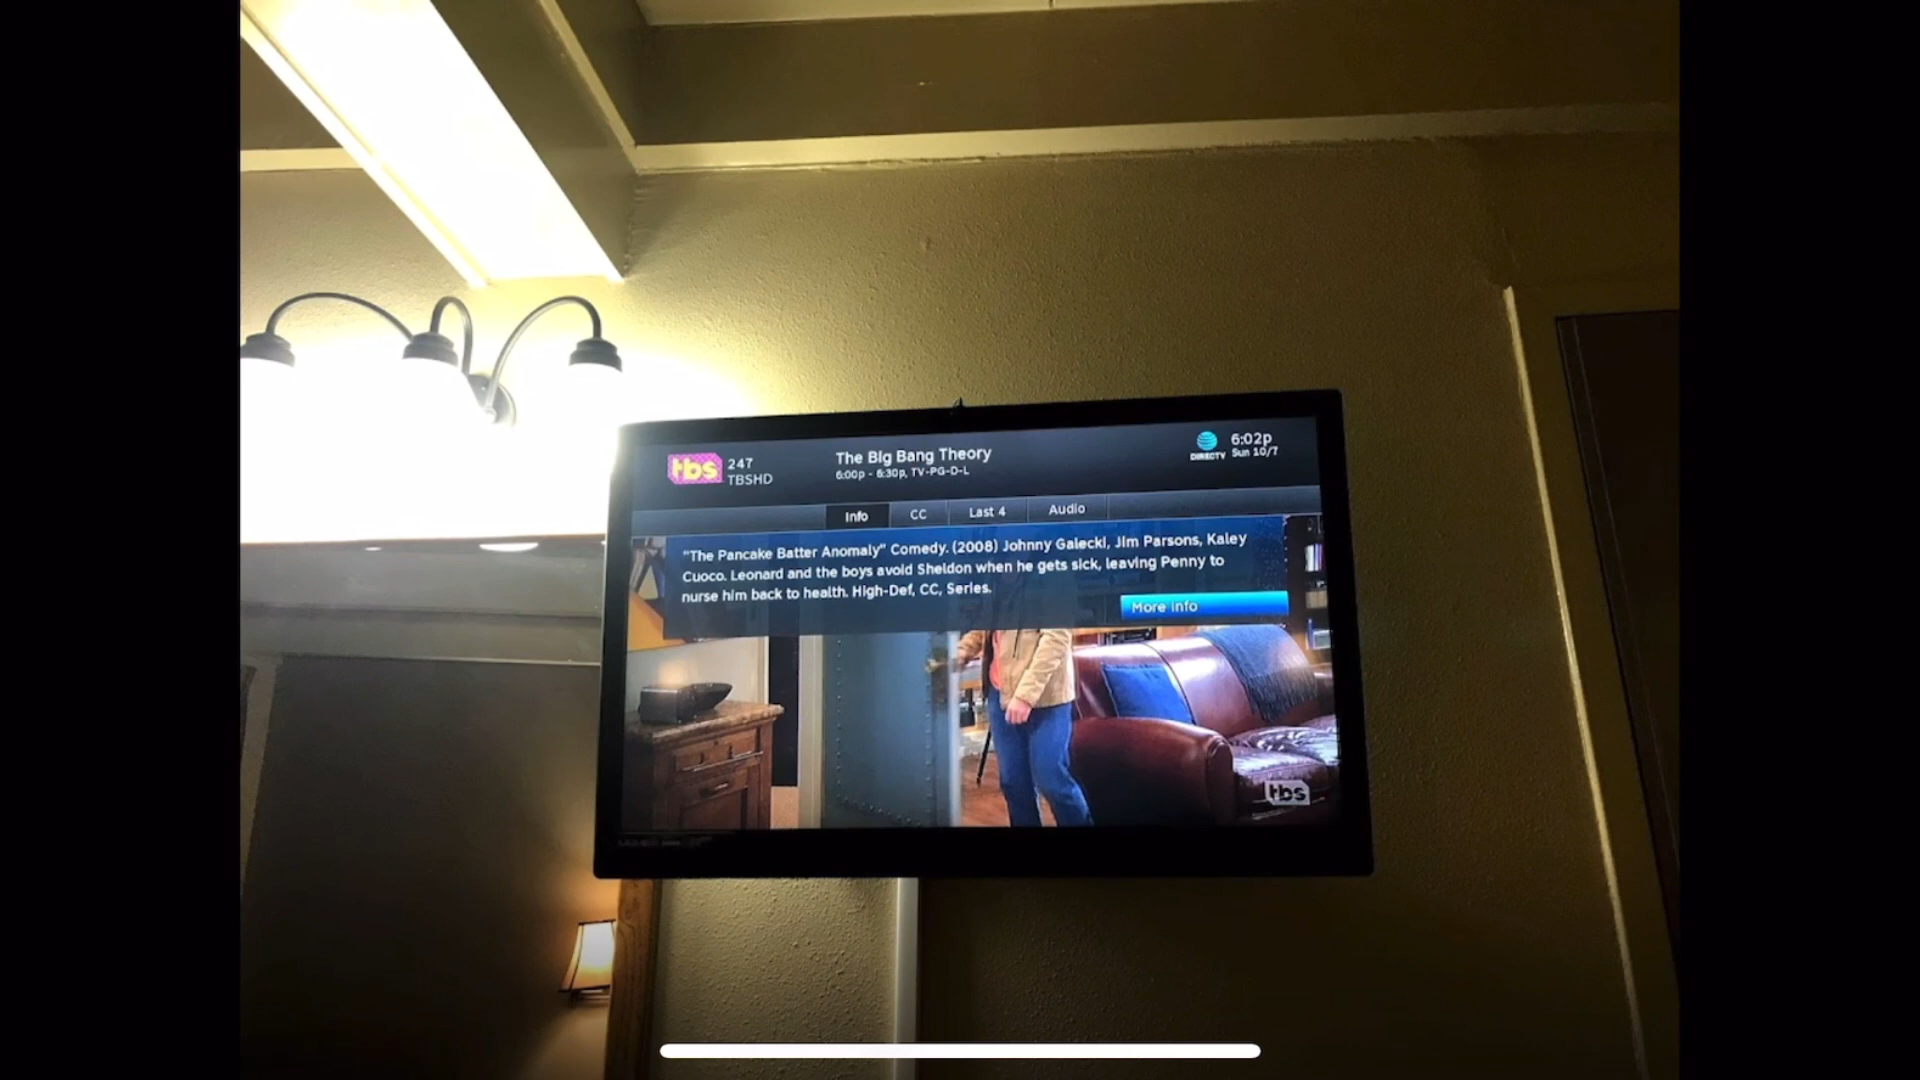 tbs
247
TBSHD
The Big Bang Theory
6:00p - 6:30p, TV-PG-D-L
DIRECTV
6:02p
Sun 10/7
Info
CC
Last 4
Audio
"The Pancake Batter Anomaly" Comedy. (2008) Johnny Galecki, Jim Parsons, Kaley
Cuoco. Leonard and the boys avoid Sheldon when he gets sick, leaving Penny to
nurse him back to health. High-Def, CC, Series.
More Info
tbs